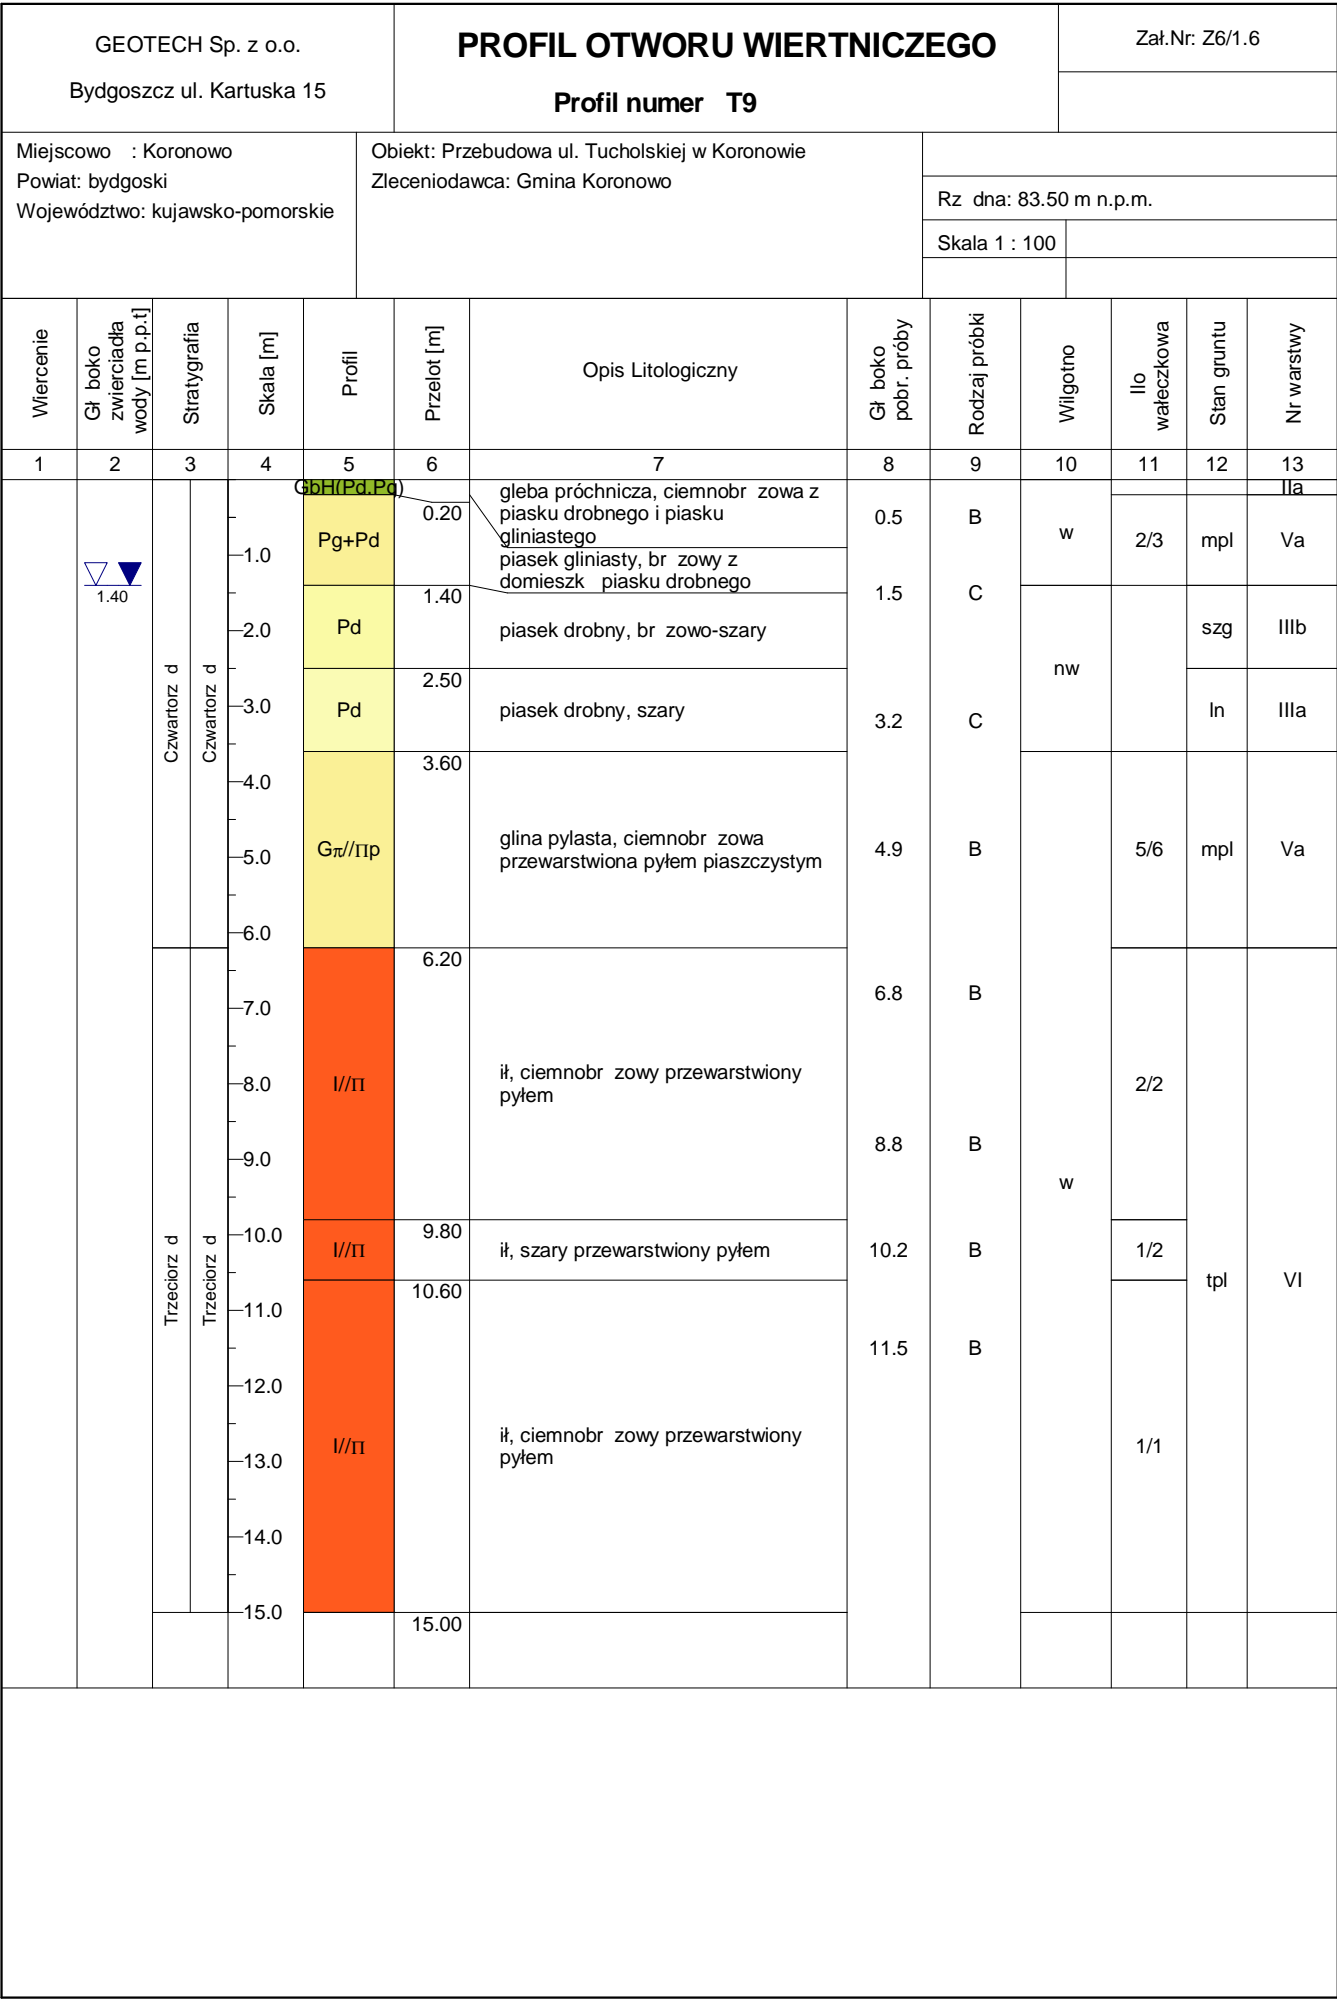 GEOTECH Sp. z o.o.
Bydgoszcz ul. Kartuska 15
PROFIL OTWORU WIERTNICZEGO
Profil numer T9
Zał.Nr: Z6/1.6
Miejscowo : Koronowo
Powiat: bydgoski
Województwo: kujawsko-pomorskie
Obiekt: Przebudowa ul. Tucholskiej w Koronowie
Zleceniodawca: Gmina Koronowo
Rz dna: 83.50 m n.p.m.
Skala 1 : 100
Wiercenie
Gł boko
zwierciadła
wody [m p.p.t]
Stratygrafia
Skala [m]
Profil
Przelot [m]
Opis Litologiczny
Gł boko
pobr. próby
Rodzaj próbki
Wilgotno
Ilo
wałeczkowa
Stan gruntu
Nr warstwy
1 2 3 4 5 6 7 8 9 10 11 12 13
1.40
Czwartorz d
Czwartorz d
Trzeciorz d
Trzeciorz d
1.0
2.0
3.0
4.0
5.0
6.0
7.0
8.0
9.0
10.0
11.0
12.0
13.0
14.0
15.0
GbH(Pd.Pg)
Pg+Pd
Pd
Pd
Gπ//Πp
I//Π
I//Π
I//Π
0.20
1.40
2.50
3.60
6.20
9.80
10.60
15.00
gleba próchnicza, ciemnobr zowa z
piasku drobnego i piasku
gliniastego
piasek gliniasty, br zowy z
domieszk piasku drobnego
piasek drobny, br zowo-szary
piasek drobny, szary
glina pylasta, ciemnobr zowa
przewarstwiona pyłem piaszczystym
ił, ciemnobr zowy przewarstwiony
pyłem
ił, szary przewarstwiony pyłem
ił, ciemnobr zowy przewarstwiony
pyłem
0.5 B
1.5 C
3.2 C
4.9 B
6.8 B
8.8 B
10.2 B
11.5 B
w
nw
w
2/3
5/6
2/2
1/2
1/1
mpl
szg
ln
mpl
tpl
IIa
Va
IIIb
IIIa
Va
VI